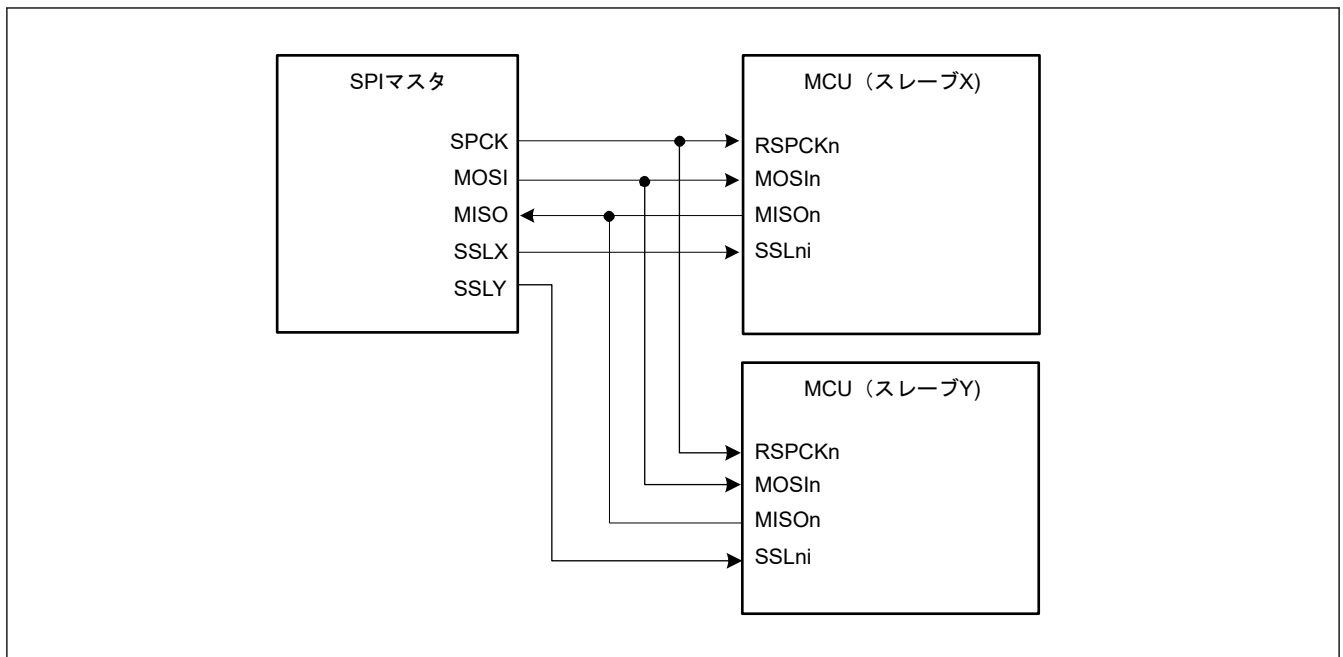 SPIマスタ
SPCK
MOSI
MISO
SSLX
SSLY
MCU（スレーブX)
RSPCKn
MOSIn
MISOn
SSLni
MCU（スレーブY)
RSPCKn
MOSIn
MISOn
SSLni